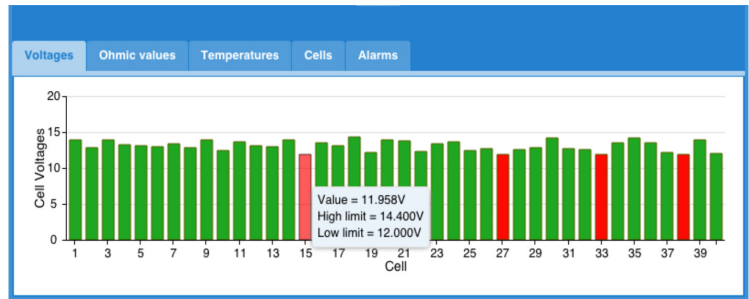 Voltages Ohmic values Temperatures Cells Alarms
20
15
10
5
0
Cell Voltages
Value = 11.958V
High limit = 14.400V
Low limit = 12.000V
1 3 5 7 9 11 13 15 17 19 21 23 25 27 29 31 33 35 37 39
Cell